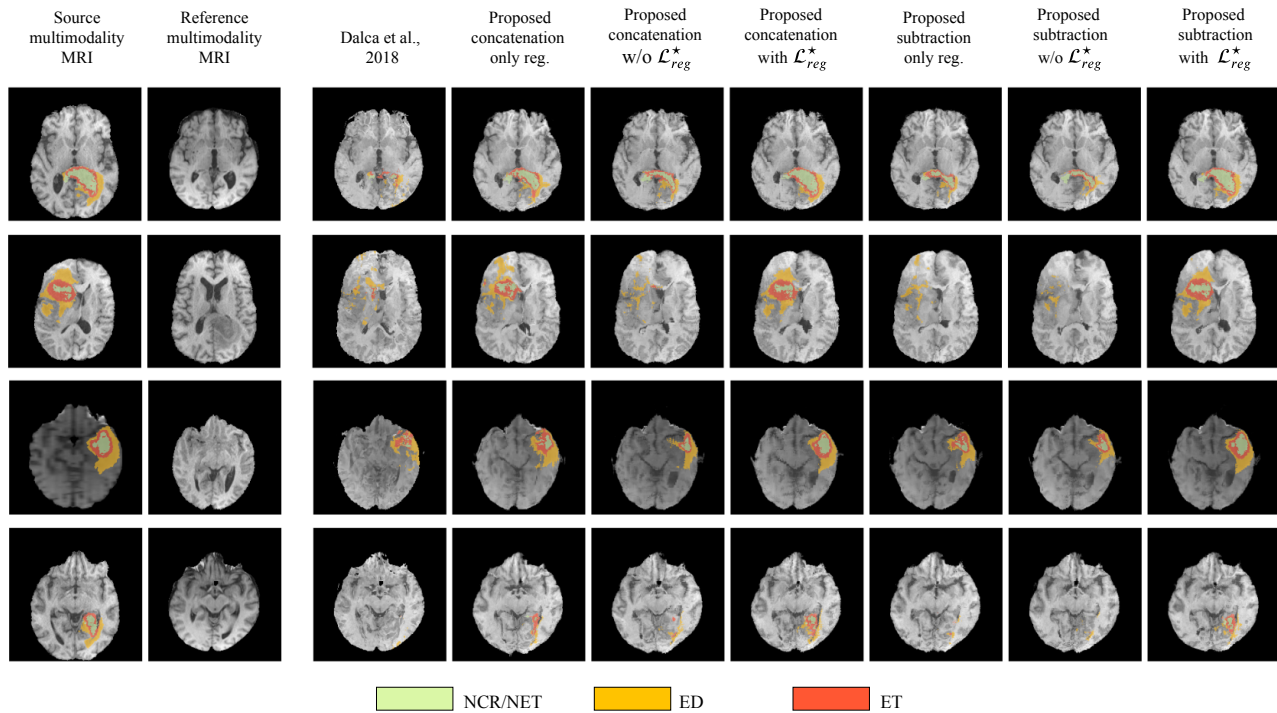 Source
multimodality
MRI
Reference
multimodality
MRI
Dalca et al.,
2018
Proposed
concatenation
only reg.
Proposed
concatenation
w/o ℒ*reg
Proposed
concatenation
with ℒ*reg
Proposed
subtraction
only reg.
Proposed
subtraction
w/o ℒ*reg
Proposed
subtraction
with ℒ*reg
NCR/NET
ED
ET